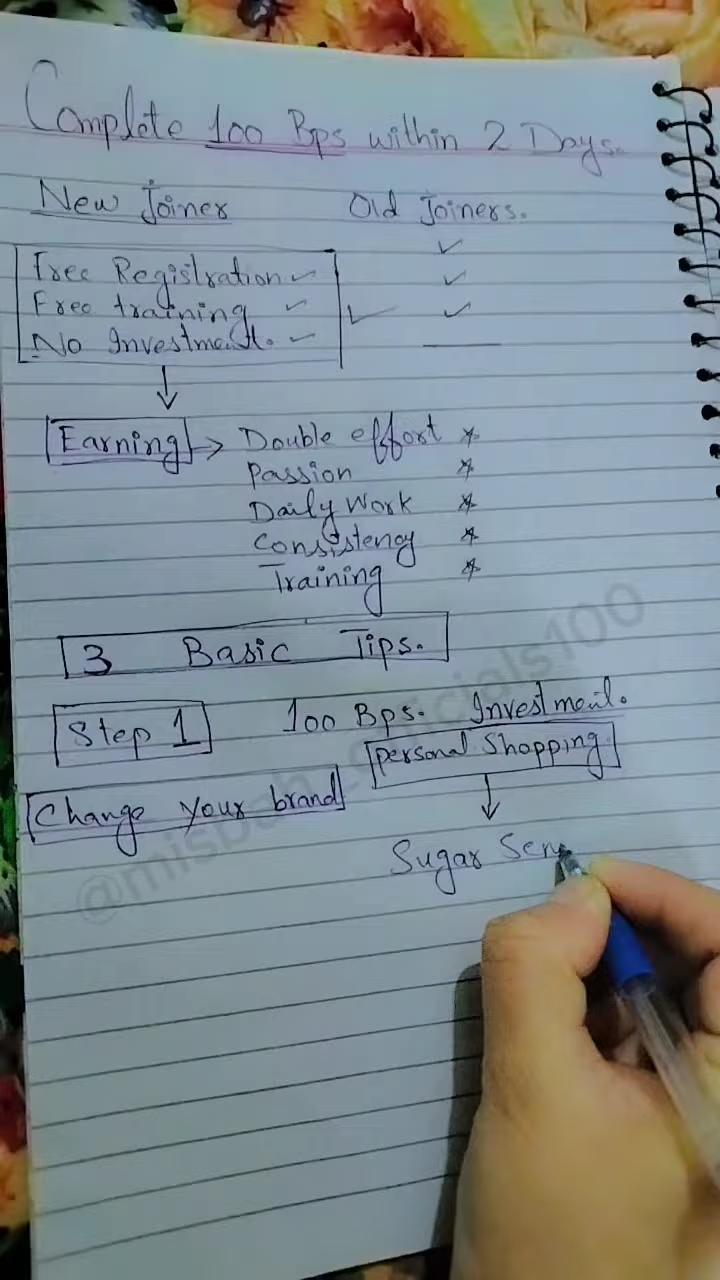 Complete 100 Bps within 2 Days.
New Joiner Old Joiners.
Free Registration
Free training
No Investment.
Earning → Double effort *
Passion *
Daily Work *
Consistency *
Training *
3 Basic Tips.
Step 1 100 Bps. Investment.
Personal Shopping
Change your brand
Sugar